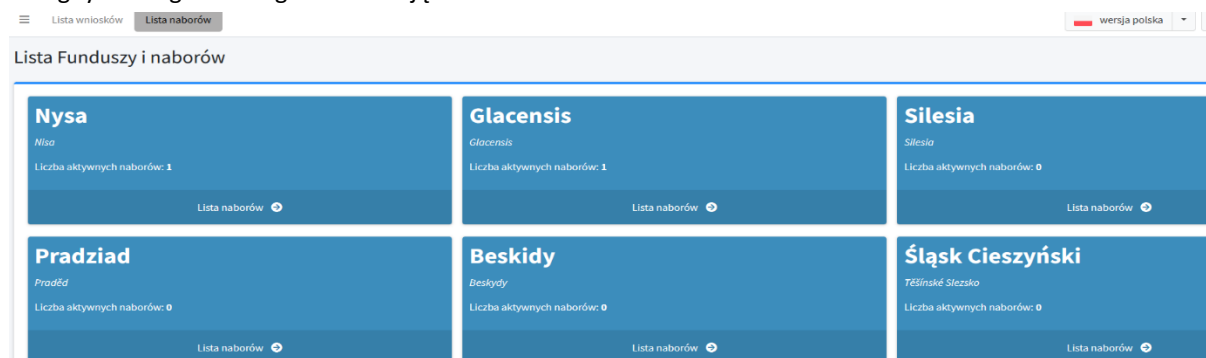 Lista wniosków Lista naborów wersja polska
Lista Funduszy i naborów
Nysa Glacensis Silesia
Nisa Glacensis Silesia
Liczba aktywnych naborów: 1 Liczba aktywnych naborów: 1 Liczba aktywnych naborów: 0
Lista naborów Lista naborów Lista naborów
Pradziad Beskidy Śląsk Cieszyński
Praděd Beskydy Těšínské Slezsko
Liczba aktywnych naborów: 0 Liczba aktywnych naborów: 0 Liczba aktywnych naborów: 0
Lista naborów Lista naborów Lista naborów